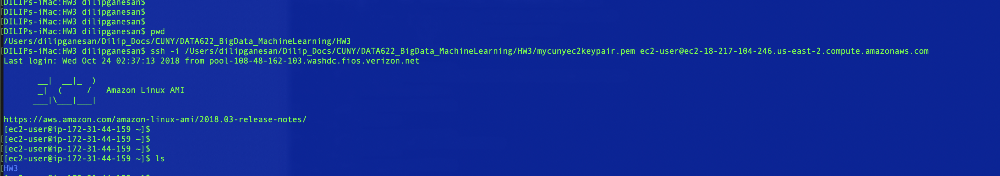 DILIPs-iMac:HW3 dilipganesan$
[DILIPs-iMac:HW3 dilipganesan$
[DILIPs-iMac:HW3 dilipganesan$
[DILIPs-iMac:HW3 dilipganesan$ pwd
/Users/dilipganesan/Dilip_Docs/CUNY/DATA622_BigData_MachineLearning/HW3
[DILIPs-iMac:HW3 dilipganesan$ ssh -i /Users/dilipganesan/Dilip_Docs/CUNY/DATA622_BigData_MachineLearning/HW3/mycunyec2keypair.pem ec2-user@ec2-18-217-104-246.us-east-2.compute.amazonaws.com
Last login: Wed Oct 24 02:37:13 2018 from pool-108-48-162-103.washdc.fios.verizon.net
       __|  __|_  )
       _|  (     /   Amazon Linux AMI
      ___|\___|___|
https://aws.amazon.com/amazon-linux-ami/2018.03-release-notes/
[ec2-user@ip-172-31-44-159 ~]$
[[ec2-user@ip-172-31-44-159 ~]$
[[ec2-user@ip-172-31-44-159 ~]$
[[ec2-user@ip-172-31-44-159 ~]$ ls
[HW3